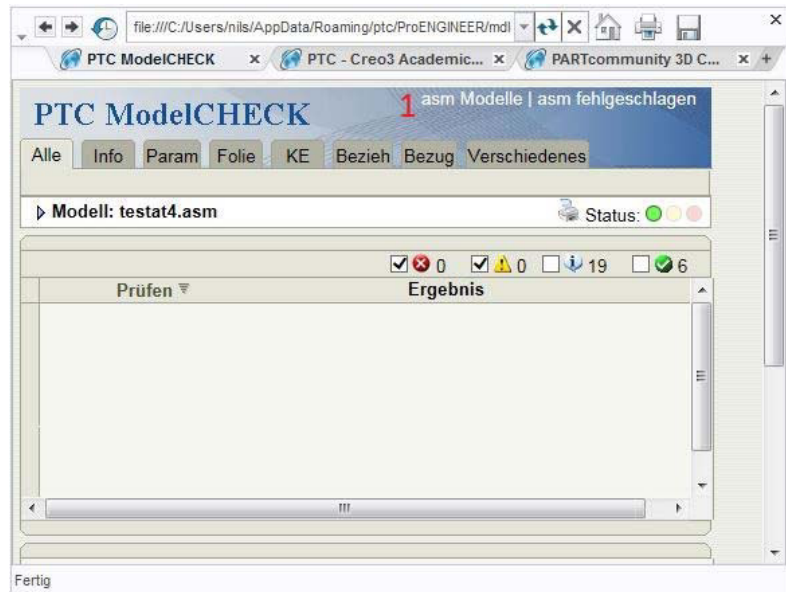 file:///C:/Users/nils/AppData/Roaming/ptc/ProENGINEER/mdl
PTC ModelCHECK x PTC - Creo3 Academic... x PARTcommunity 3D C... x +
PTC ModelCHECK
1 asm Modelle | asm fehlgeschlagen
Alle Info Param Folie KE Bezieh Bezug Verschiedenes
Modell: testat4.asm Status:
0 0 19 6
Prüfen Ergebnis
Fertig